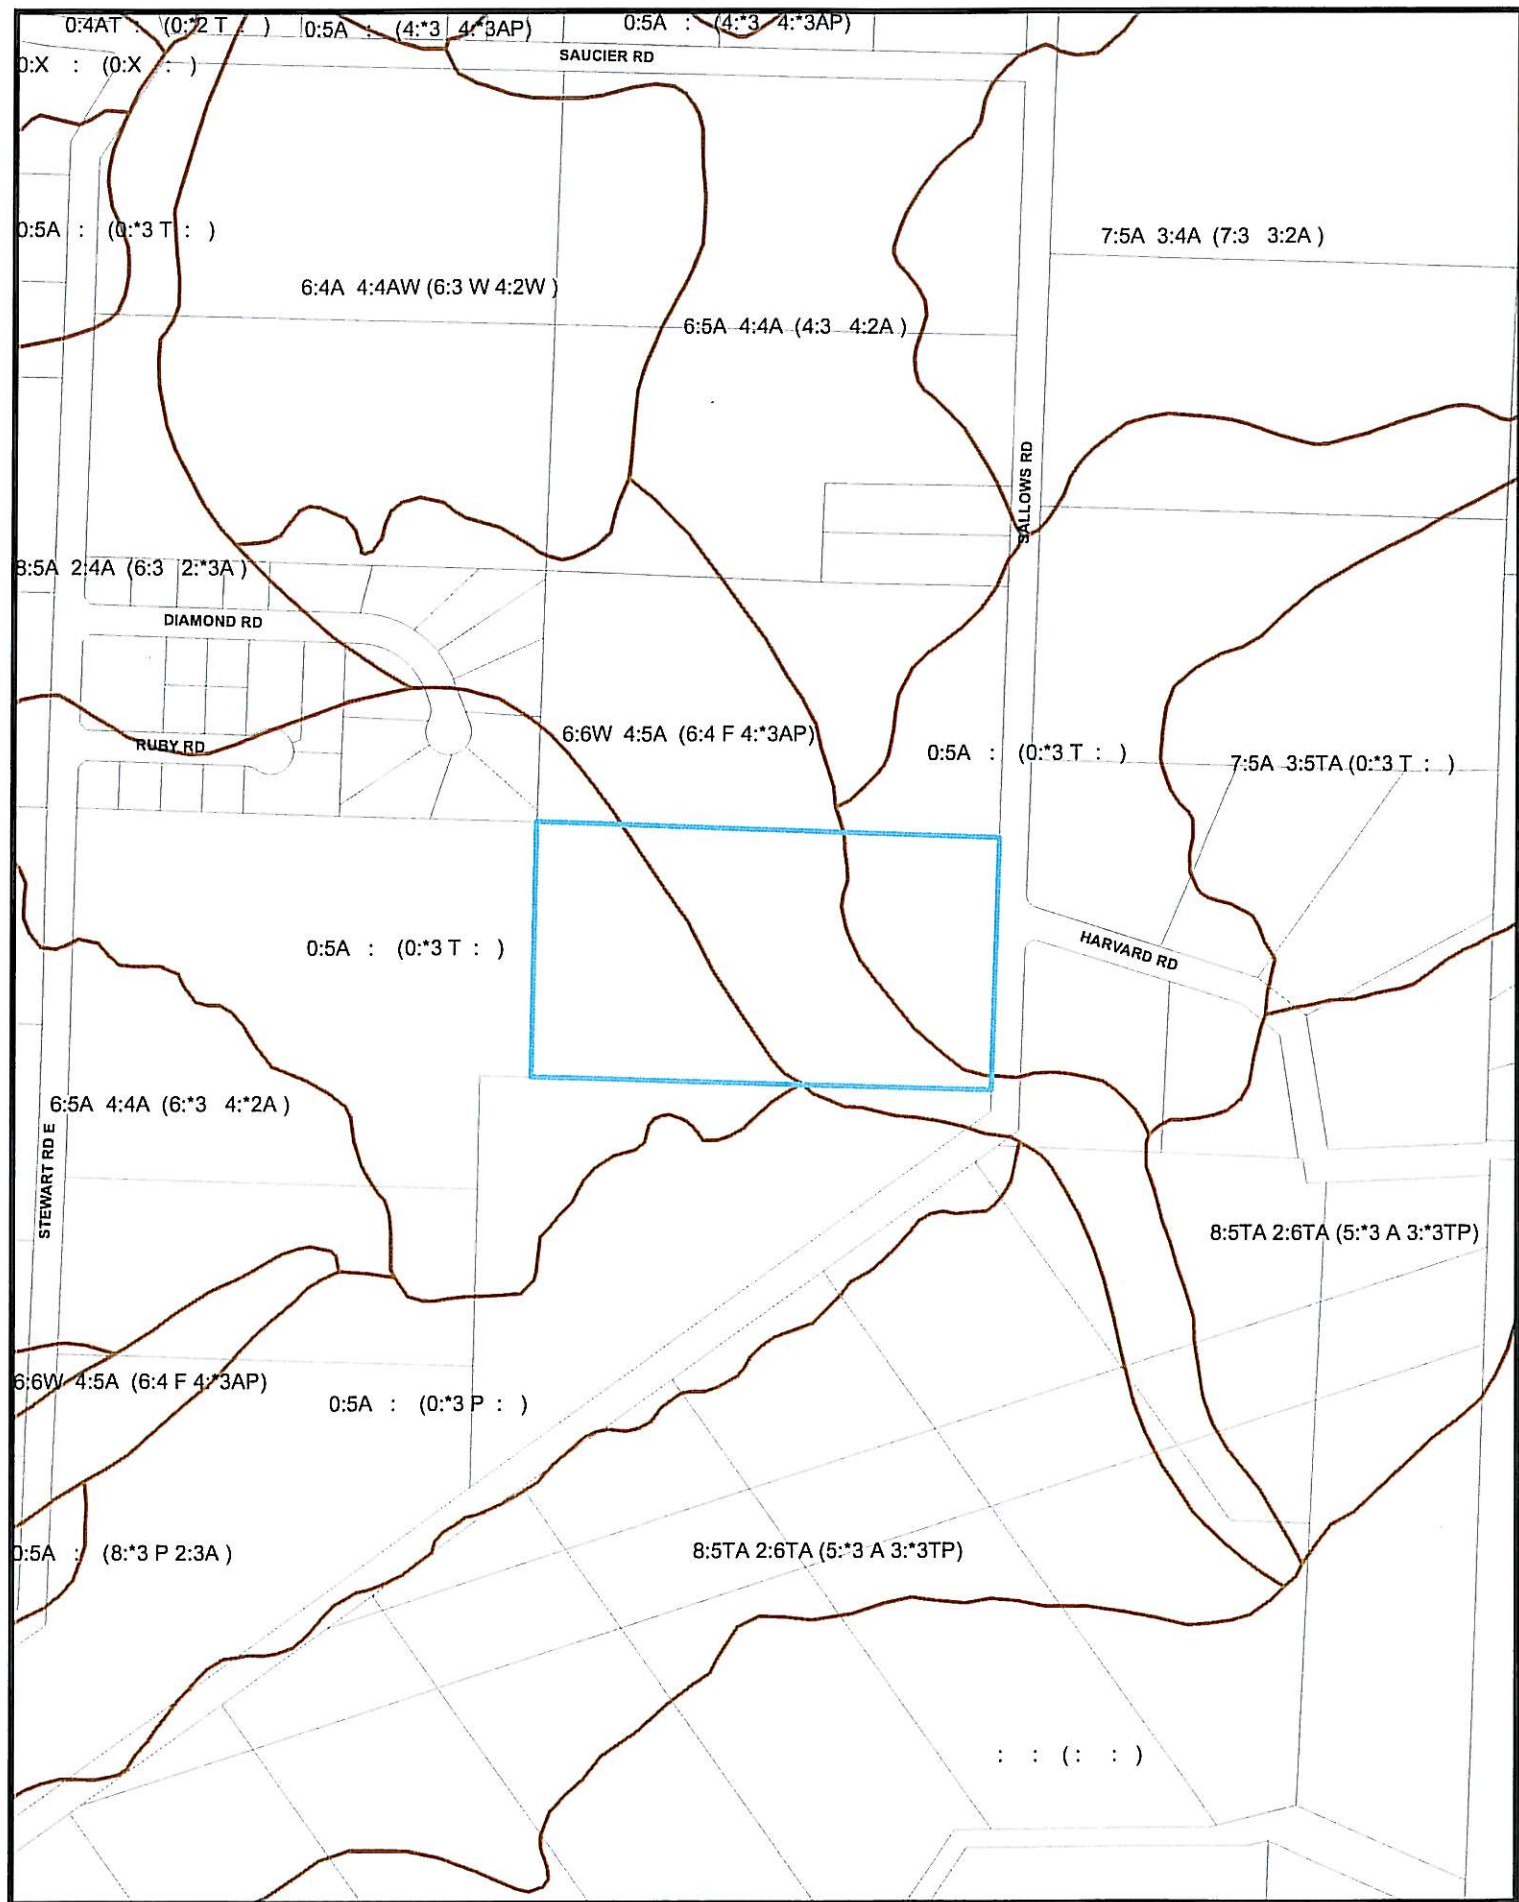 0:4AT : (0:*2 T : )
0:5A : (4:*3 4:*3AP)
0:5A : (4:*3 4:*3AP)
SAUCIER RD
0:X : (0:X : )
0:5A : (0:*3 T : )
7:5A 3:4A (7:3 3:2A )
6:4A 4:4AW (6:3 W 4:2W )
6:5A 4:4A (4:3 4:2A )
SALLOWS RD
8:5A 2:4A (6:3 2:*3A )
DIAMOND RD
6:6W 4:5A (6:4 F 4:*3AP)
RUBY RD
0:5A : (0:*3 T : )
7:5A 3:5TA (0:*3 T : )
0:5A : (0:*3 T : )
HARVARD RD
6:5A 4:4A (6:*3 4:*2A )
STEWART RD E
8:5TA 2:6TA (5:*3 A 3:*3TP)
6:6W 4:5A (6:4 F 4:*3AP)
0:5A : (0:*3 P : )
0:5A : (8:*3 P 2:3A )
8:5TA 2:6TA (5:*3 A 3:*3TP)
: : (: : )